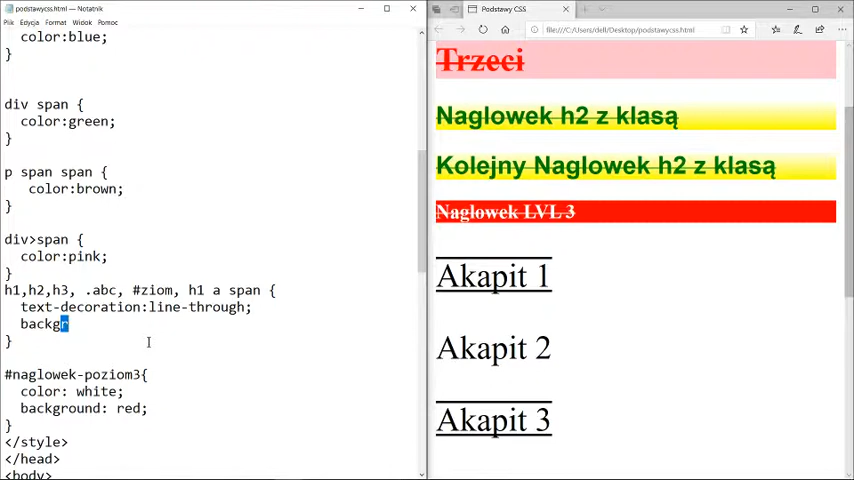 podstawycss.html — Notatnik
Plik Edycja Format Widok Pomoc
color:blue;
}
div span {
color:green;
}
p span span {
color:brown;
}
div>span {
color:pink;
}
h1,h2,h3, .abc, #ziom, h1 a span {
text-decoration:line-through;
backgr
}
#naglowek-poziom3{
color: white;
background: red;
}
</style>
</head>
<body>
Podstawy CSS
file:///C:/Users/dell/Desktop/podstawycss.html
Trzeci
Naglowek h2 z klasą
Kolejny Naglowek h2 z klasą
Naglowek LVL 3
Akapit 1
Akapit 2
Akapit 3